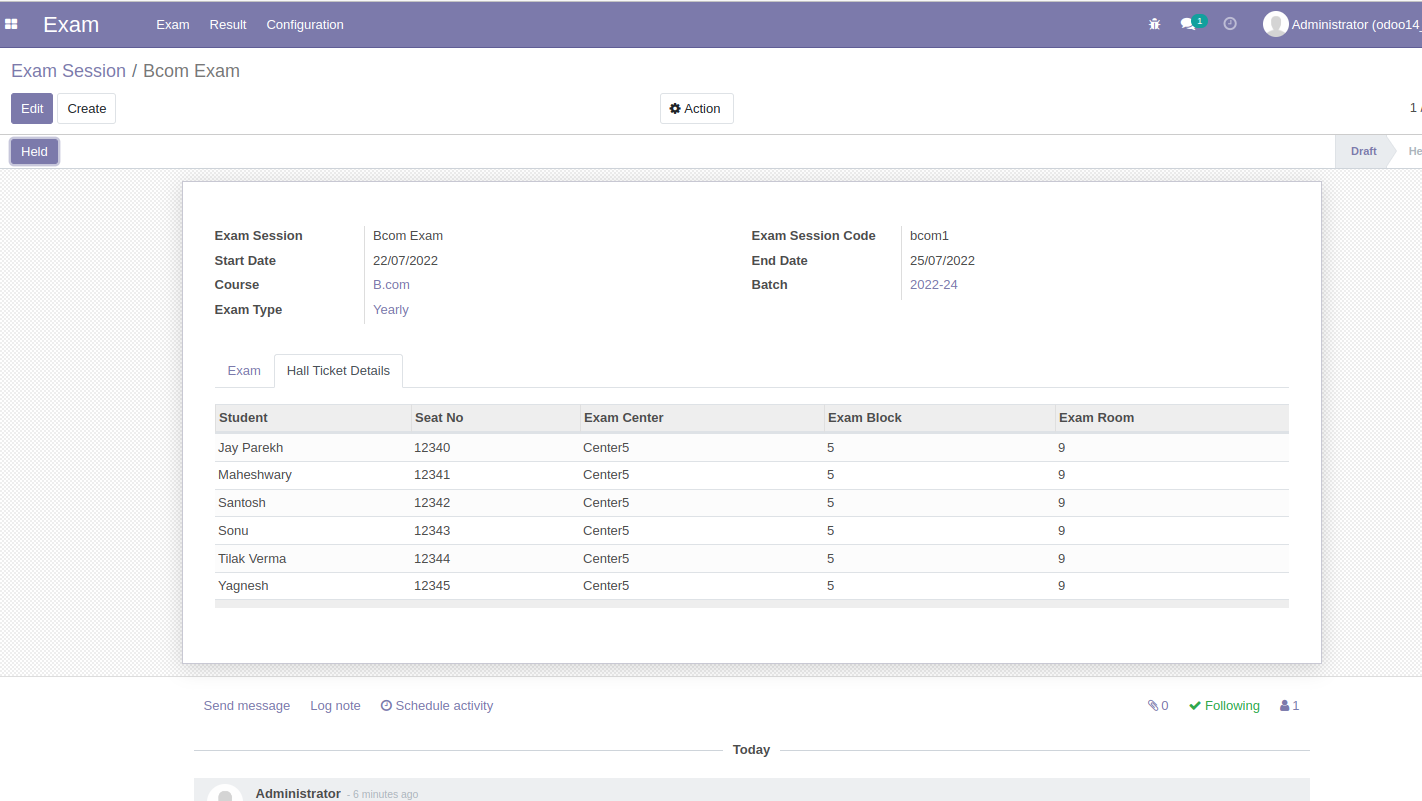 Exam Exam Result Configuration 1 Administrator (odoo14_
Exam Session / Bcom Exam
Edit Create Action 1 /
Held Draft He
Exam Session Bcom Exam Exam Session Code bcom1
Start Date 22/07/2022 End Date 25/07/2022
Course B.com Batch 2022-24
Exam Type Yearly
Exam Hall Ticket Details
Student Seat No Exam Center Exam Block Exam Room
Jay Parekh 12340 Center5 5 9
Maheshwary 12341 Center5 5 9
Santosh 12342 Center5 5 9
Sonu 12343 Center5 5 9
Tilak Verma 12344 Center5 5 9
Yagnesh 12345 Center5 5 9
Send message Log note Schedule activity 0 Following 1
Today
Administrator - 6 minutes ago